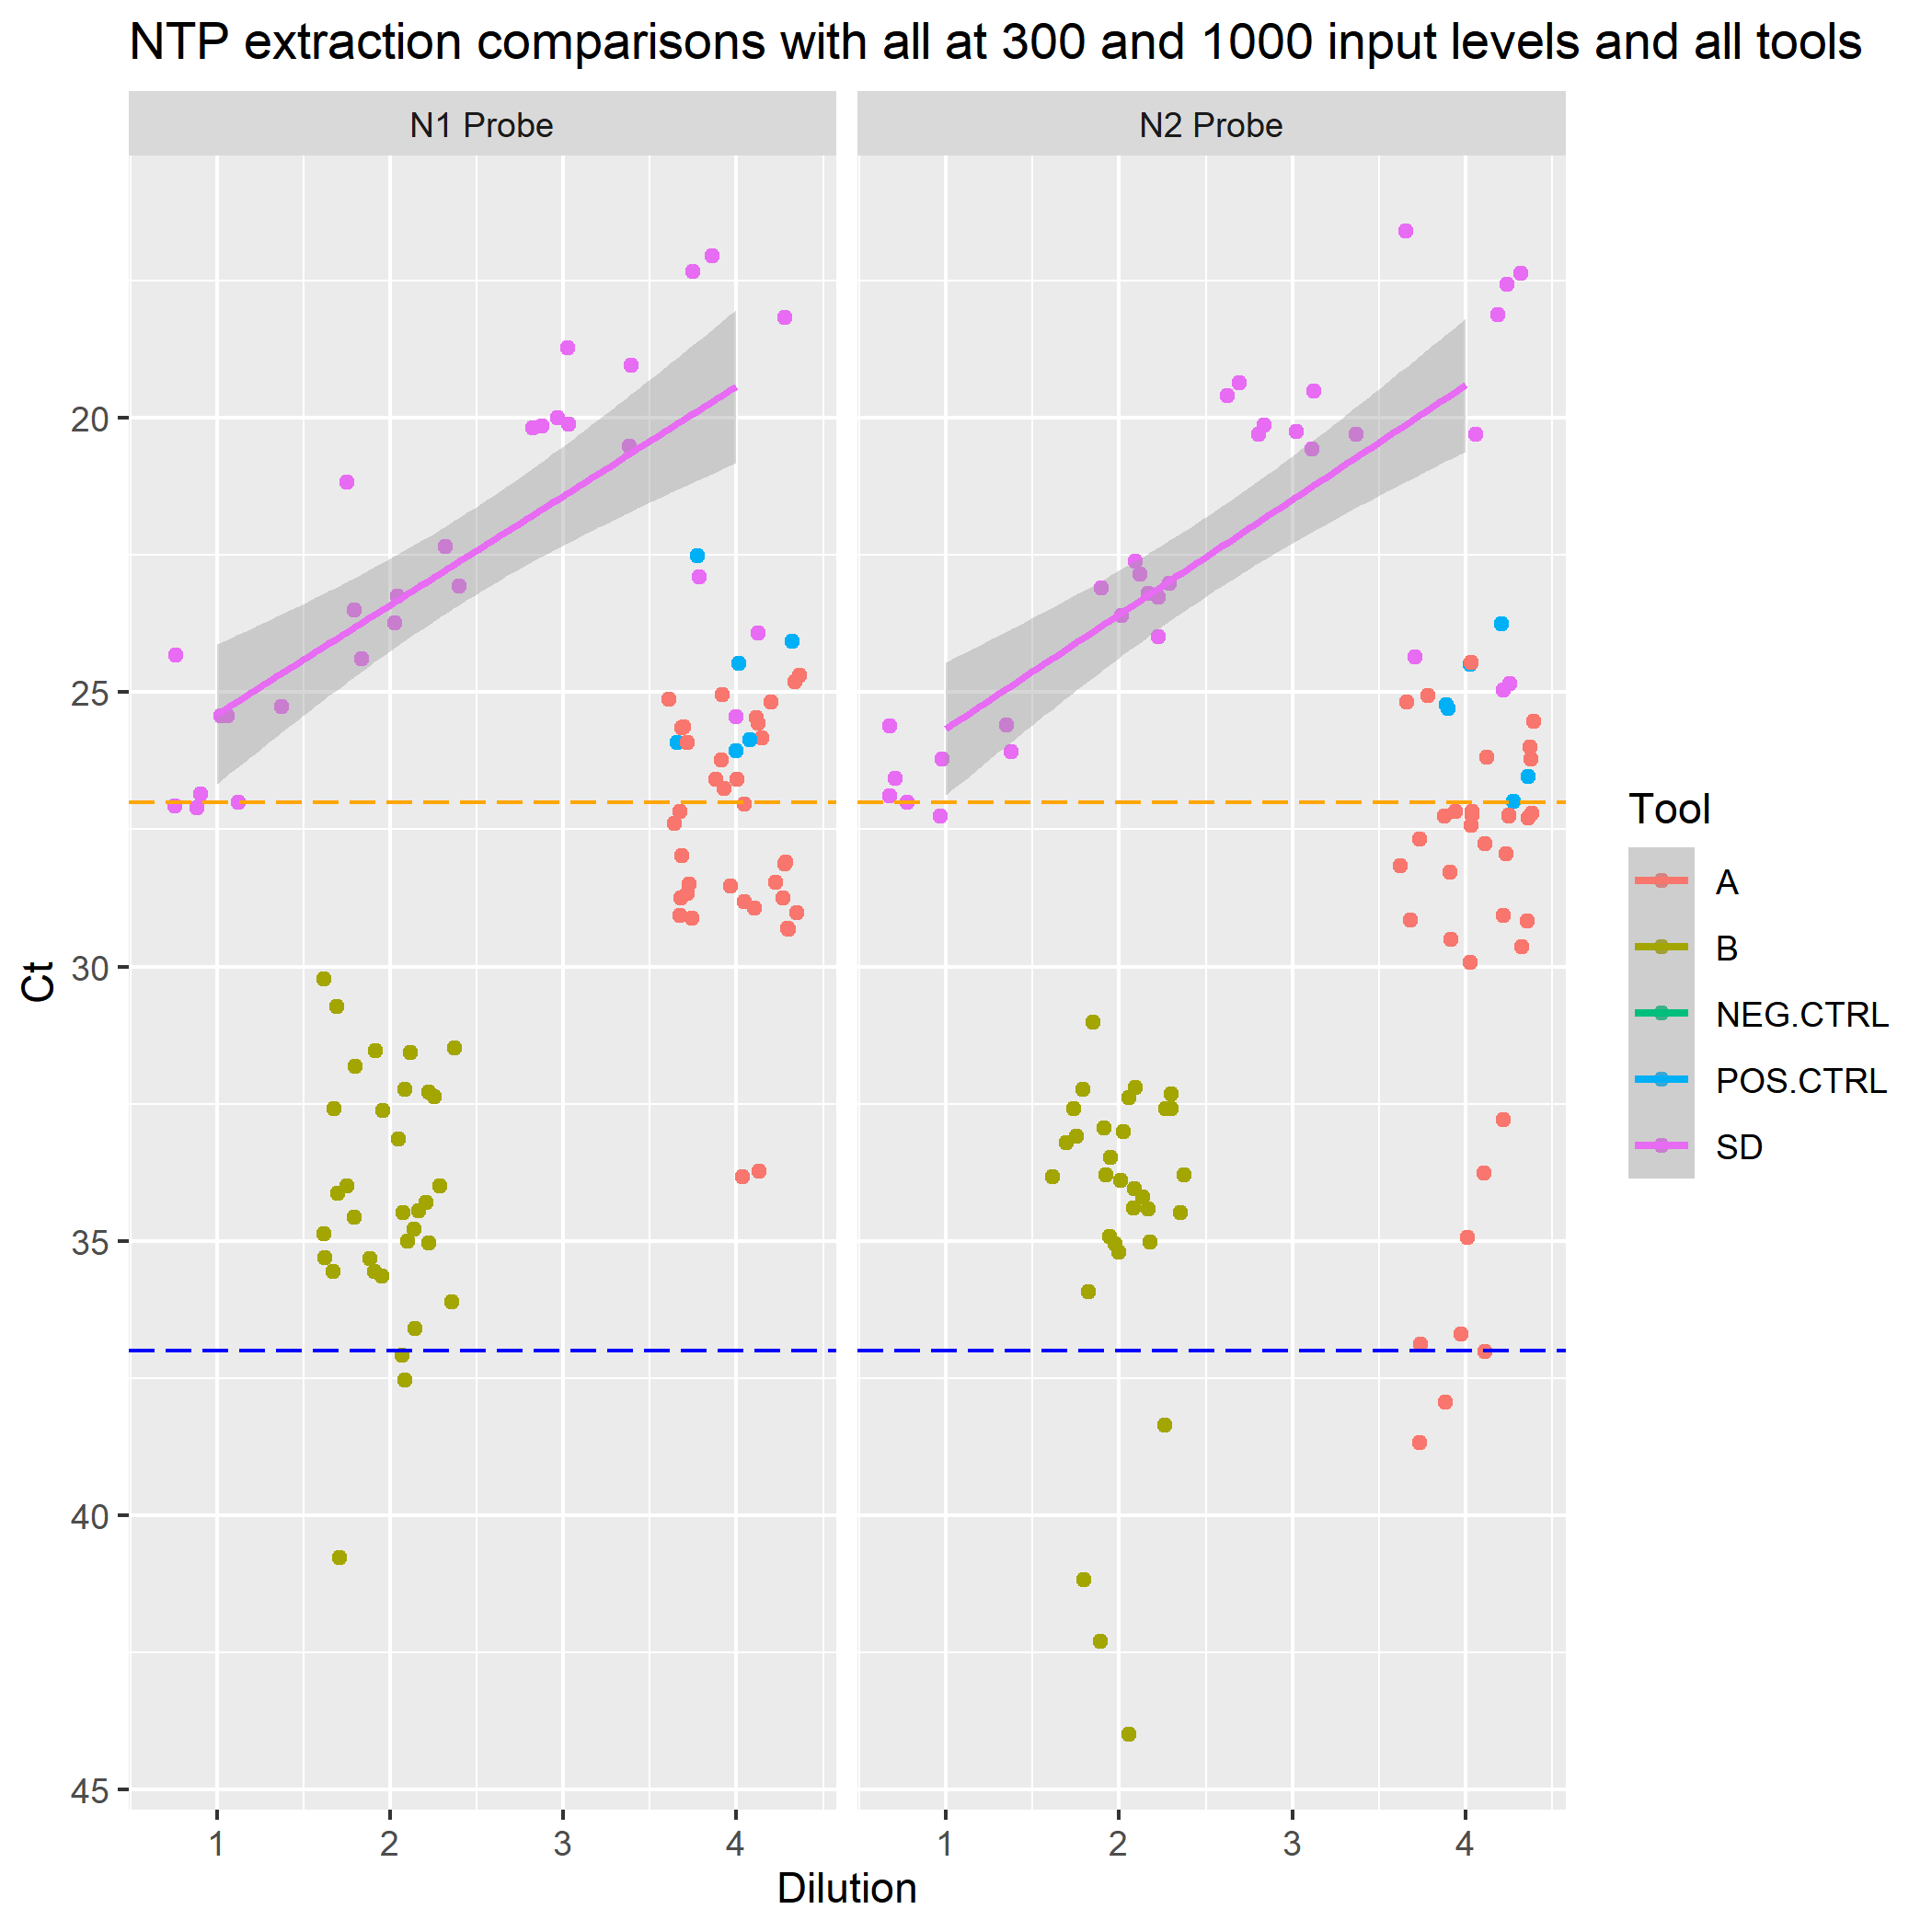 NTP extraction comparisons with all at 300 and 1000 input levels and all tools
N1 Probe
N2 Probe
20
25
30
35
40
45
Ct
1
2
3
4
1
2
3
4
Dilution
Tool
A
B
NEG.CTRL
POS.CTRL
SD